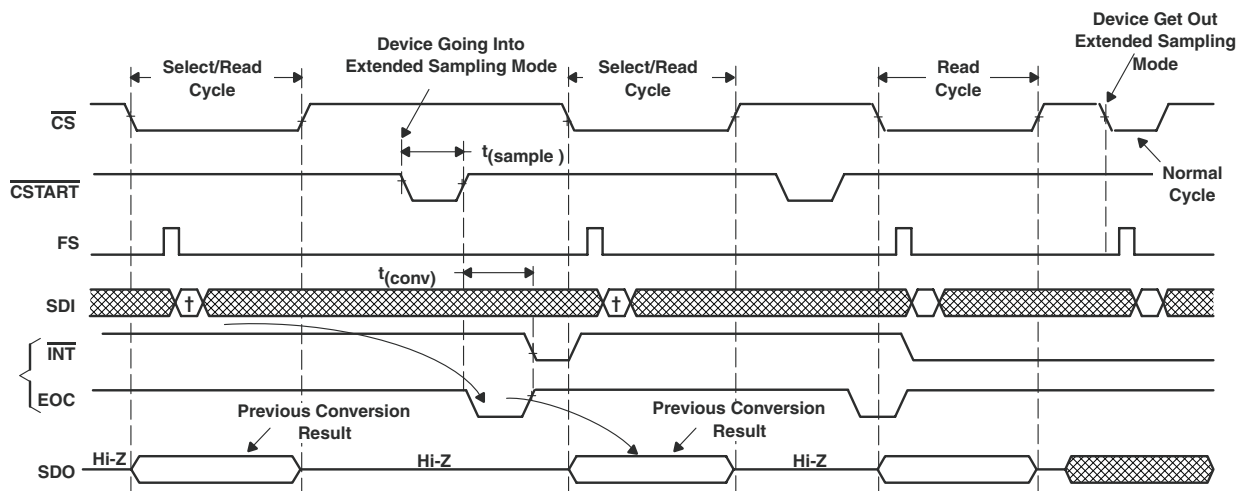 Device Get Out
Extended Sampling
Mode
Device Going Into
Extended Sampling Mode
Select/Read
Cycle
Select/Read
Cycle
Read
Cycle
CS
t(sample )
CSTART
Normal
Cycle
FS
t(conv)
SDI
†
†
INT
EOC
Previous Conversion
Result
Previous Conversion
Result
Hi-Z
Hi-Z
Hi-Z
SDO